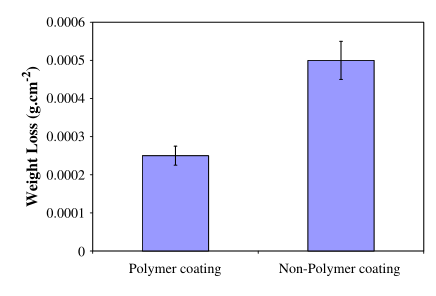 0.0006
0.0005
0.0004
0.0003
0.0002
0.0001
0
Weight Loss (g.cm⁻²)
Polymer coating
Non-Polymer coating